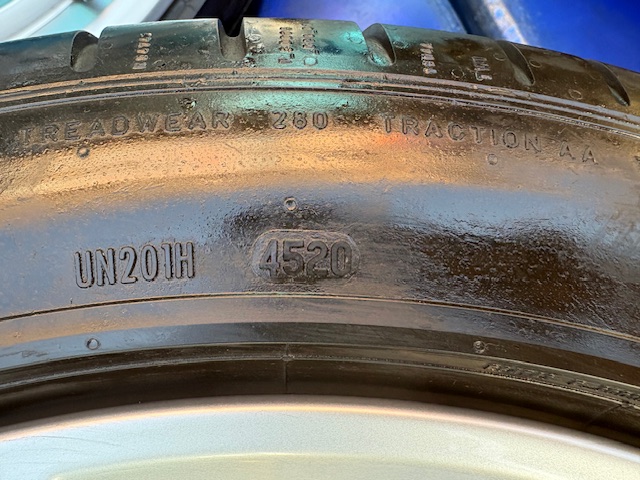 TREADWEAR 280 TRACTION AA
UN201H 4520